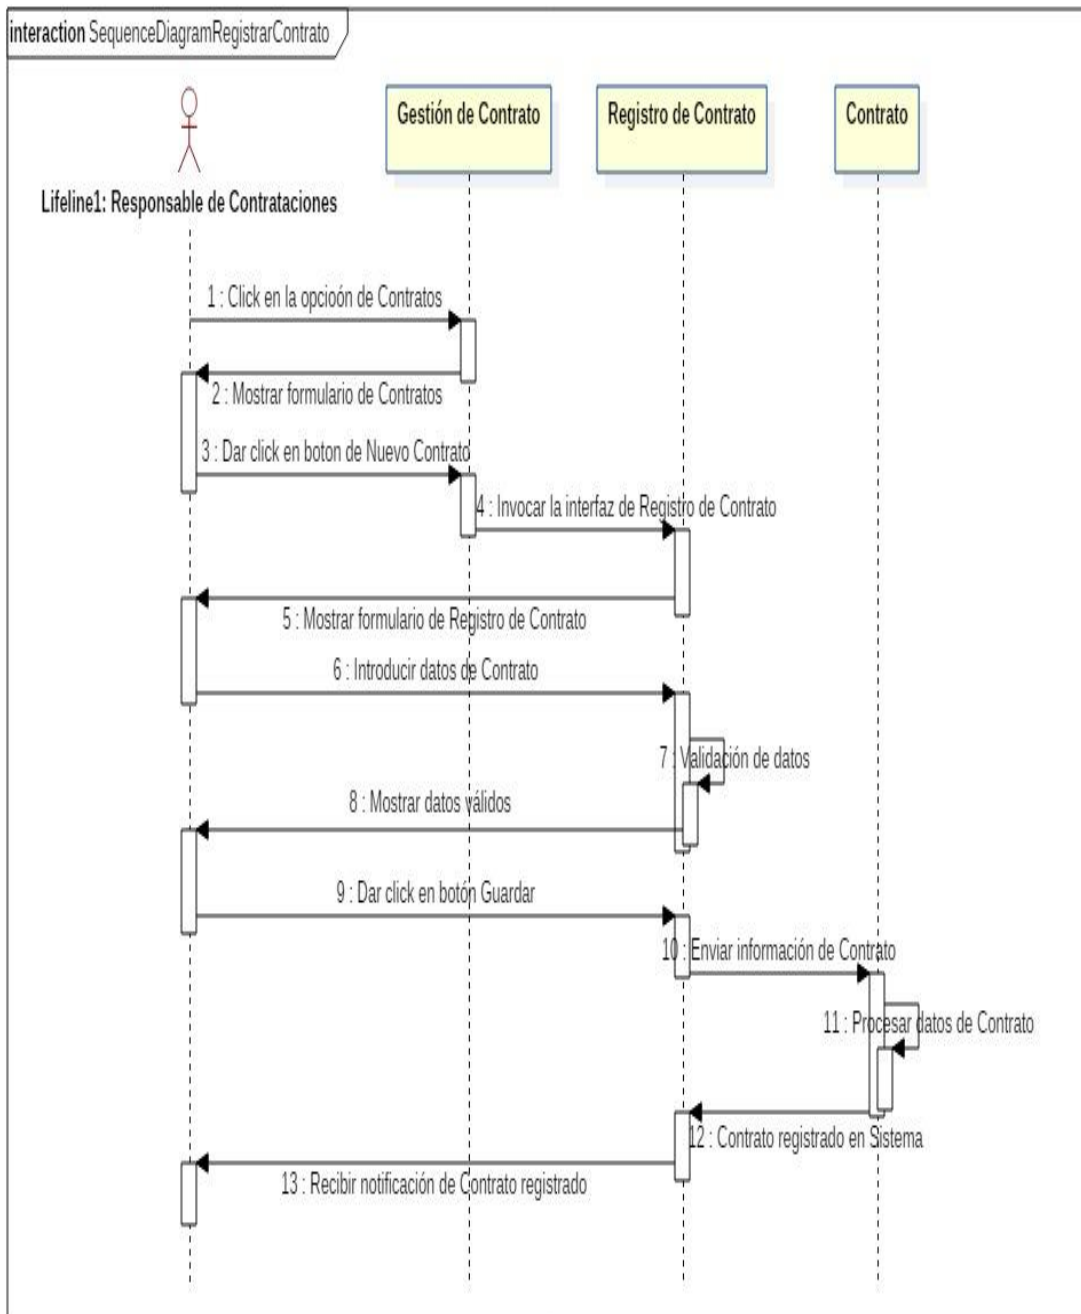 interaction SequenceDiagramRegistrarContrato
Gestión de Contrato
Registro de Contrato
Contrato
Lifeline1: Responsable de Contrataciones
1 : Click en la opcioón de Contratos
2 : Mostrar formulario de Contratos
3 : Dar click en boton de Nuevo Contrato
4 : Invocar la interfaz de Registro de Contrato
5 : Mostrar formulario de Registro de Contrato
6 : Introducir datos de Contrato
7 : Validación de datos
8 : Mostrar datos válidos
9 : Dar click en botón Guardar
10 : Enviar información de Contrato
11 : Procesar datos de Contrato
12 : Contrato registrado en Sistema
13 : Recibir notificación de Contrato registrado